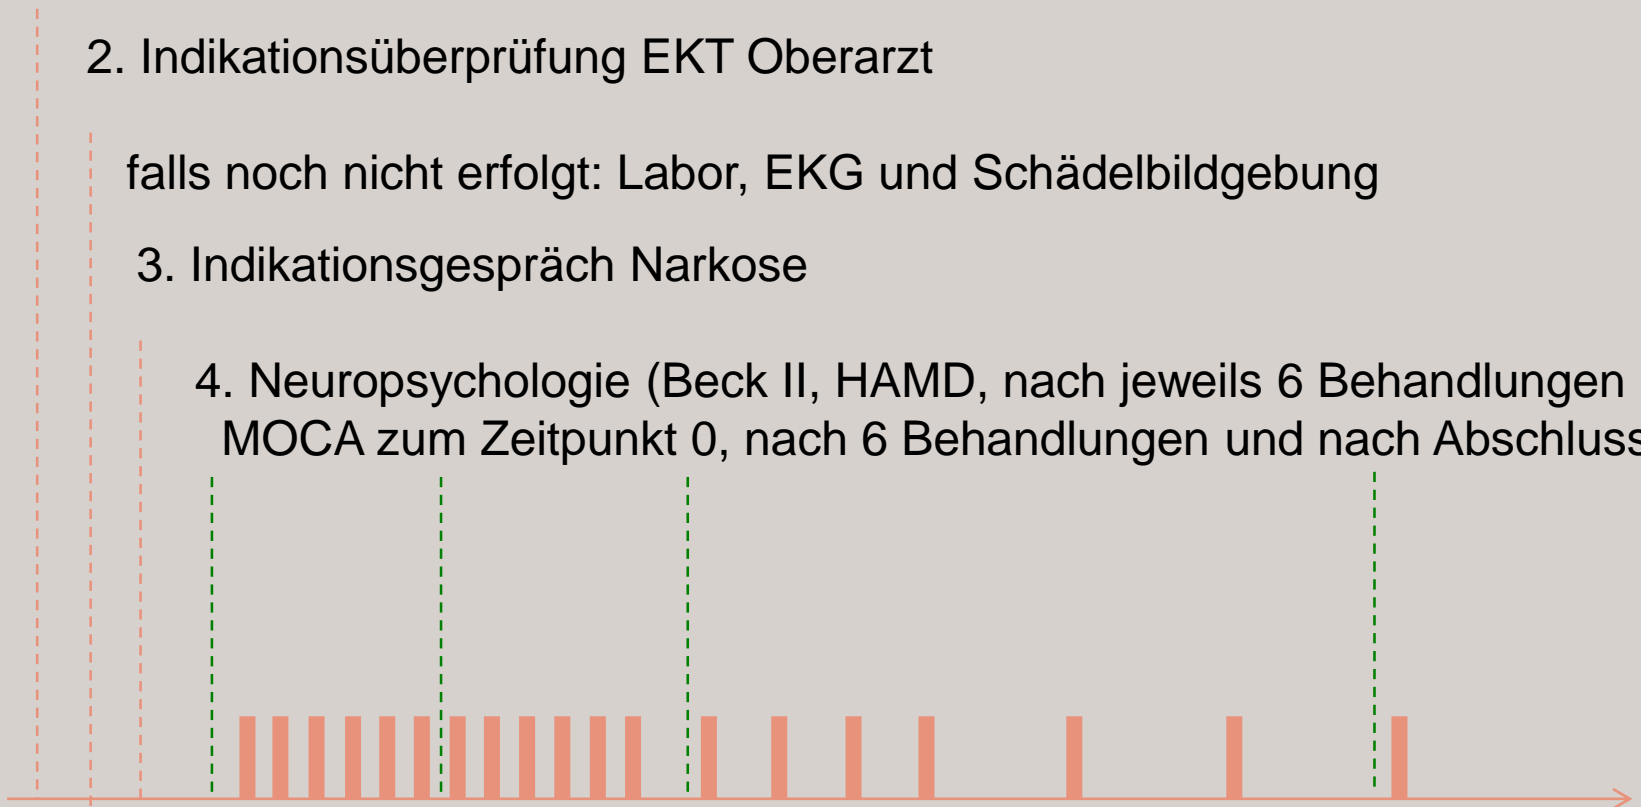 2. Indikationsüberprüfung EKT Oberarzt
falls noch nicht erfolgt: Labor, EKG und Schädelbildgebung
3. Indikationsgespräch Narkose
4. Neuropsychologie (Beck II, HAMD, nach jeweils 6 Behandlungen
MOCA zum Zeitpunkt 0, nach 6 Behandlungen und nach Abschluss